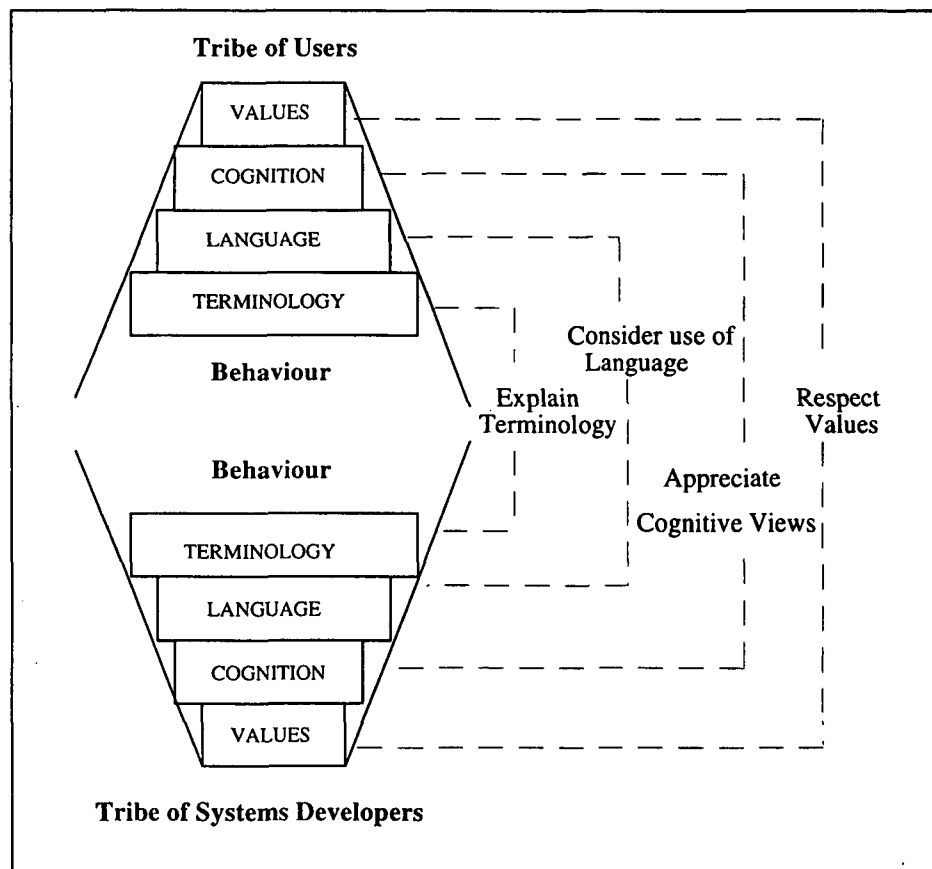 Tribe of Users
VALUES
COGNITION
LANGUAGE
TERMINOLOGY
Behaviour
Consider use of
Language
Explain
Terminology
Respect
Values
Behaviour
Appreciate
Cognitive Views
TERMINOLOGY
LANGUAGE
COGNITION
VALUES
Tribe of Systems Developers